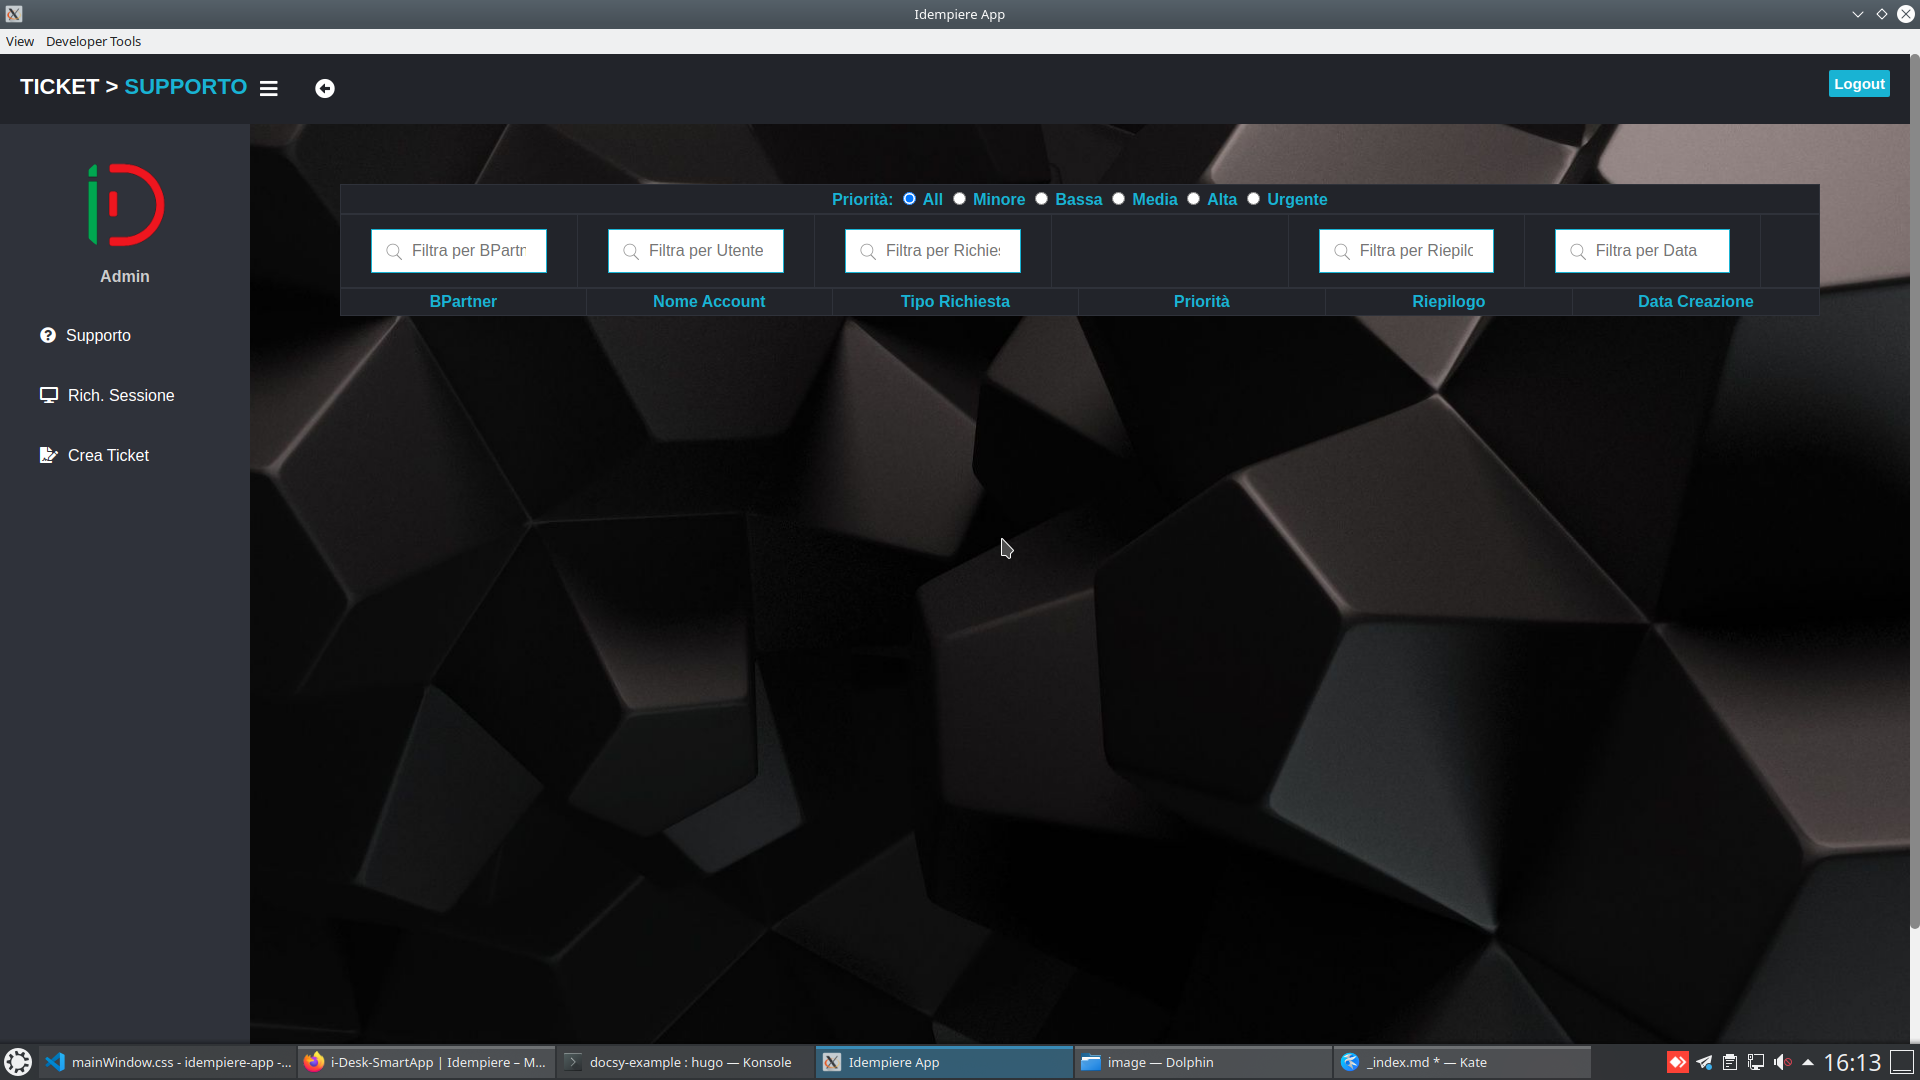 Idempiere App
View Developer Tools
TICKET > SUPPORTO
Logout
Admin
Supporto
Rich. Sessione
Crea Ticket
Priorità: All Minore Bassa Media Alta Urgente
Filtra per BPartn Filtra per Utente Filtra per Richies Filtra per Riepilo Filtra per Data
BPartner Nome Account Tipo Richiesta Priorità Riepilogo Data Creazione
mainWindow.css - idempiere-app -... i-Desk-SmartApp | Idempiere – M... docsy-example : hugo — Konsole Idempiere App image — Dolphin _index.md * — Kate 16:13